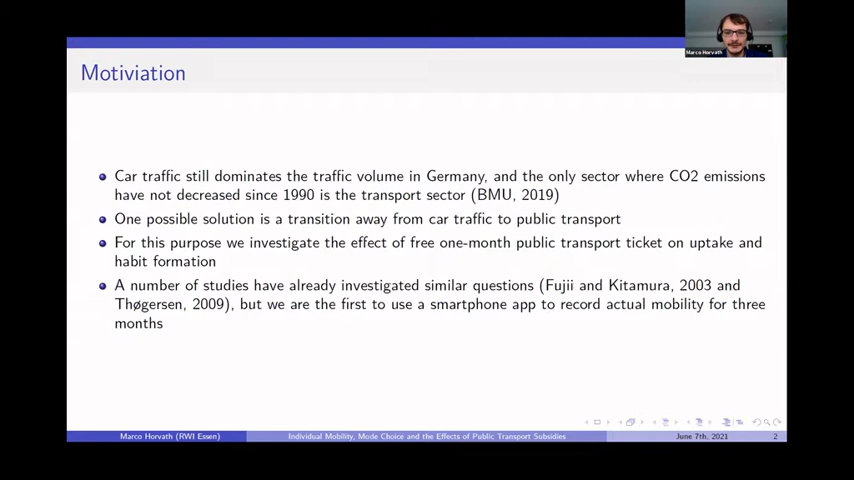 Marco Horvath
Motiviation
Car traffic still dominates the traffic volume in Germany, and the only sector where CO2 emissions
have not decreased since 1990 is the transport sector (BMU, 2019)
One possible solution is a transition away from car traffic to public transport
For this purpose we investigate the effect of free one-month public transport ticket on uptake and
habit formation
A number of studies have already investigated similar questions (Fujii and Kitamura, 2003 and
Thøgersen, 2009), but we are the first to use a smartphone app to record actual mobility for three
months
Marco Horvath (RWI Essen) Individual Mobility, Mode Choice and the Effects of Public Transport Subsidies June 7th, 2021 2